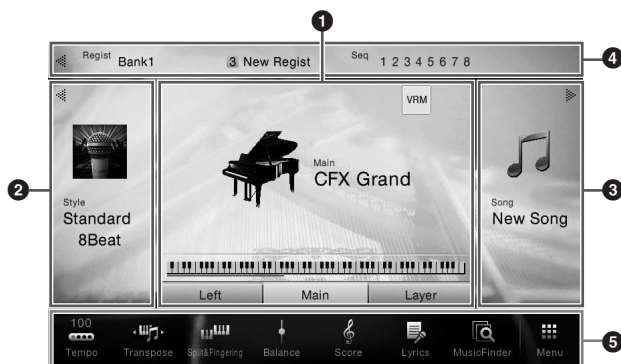 1
Regist Bank1 3 New Regist Seq 1 2 3 4 5 6 7 8
4
VRM
2
Style
Standard
8Beat
Main
CFX Grand
Song
New Song
3
Left Main Layer
100
Tempo Transpose Split&Fingering Balance Score Lyrics MusicFinder Menu
5